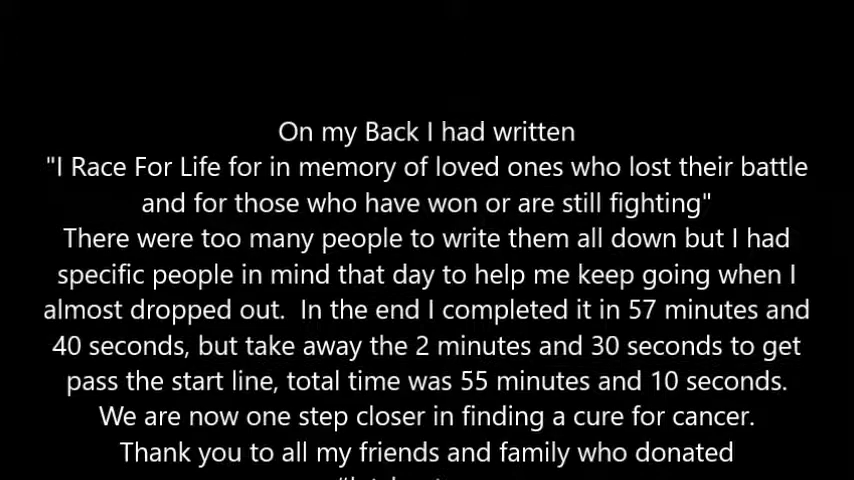 On my Back I had written
"I Race For Life for in memory of loved ones who lost their battle
and for those who have won or are still fighting"
There were too many people to write them all down but I had
specific people in mind that day to help me keep going when I
almost dropped out.  In the end I completed it in 57 minutes and
40 seconds, but take away the 2 minutes and 30 seconds to get
pass the start line, total time was 55 minutes and 10 seconds.
We are now one step closer in finding a cure for cancer.
Thank you to all my friends and family who donated